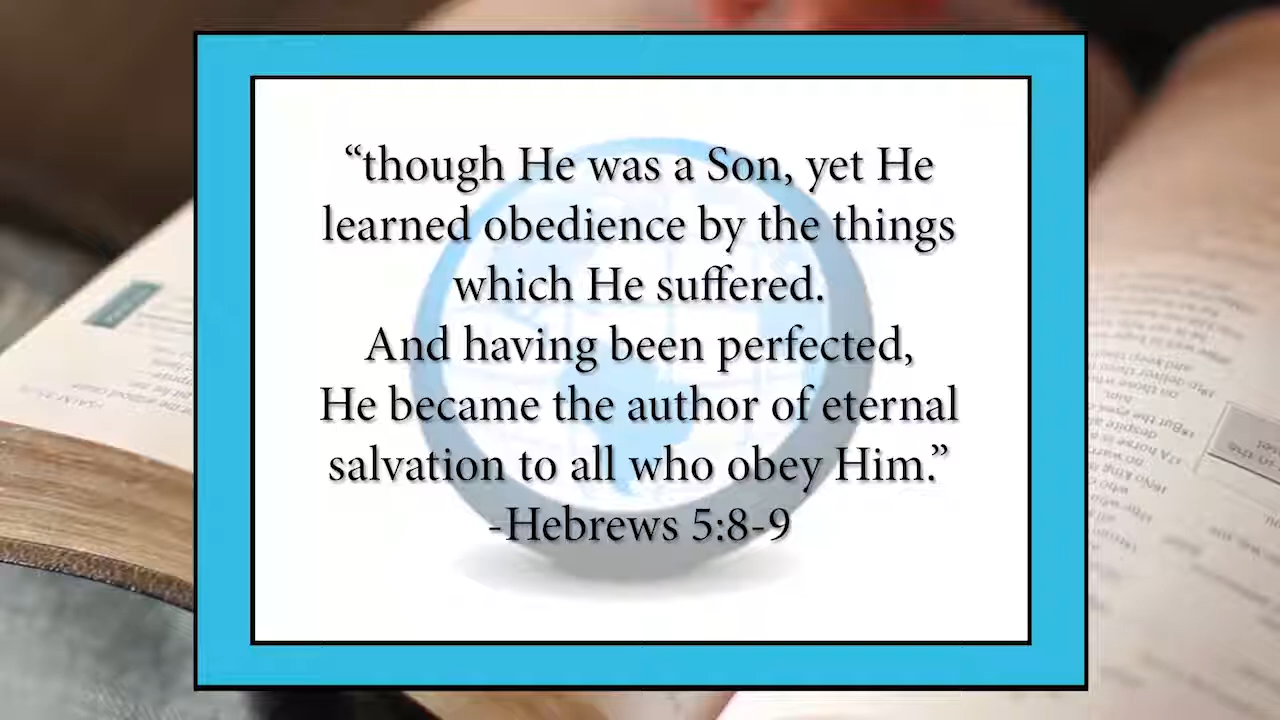 “though He was a Son, yet He
learned obedience by the things
which He suffered.
And having been perfected,
He became the author of eternal
salvation to all who obey Him.”
-Hebrews 5:8-9